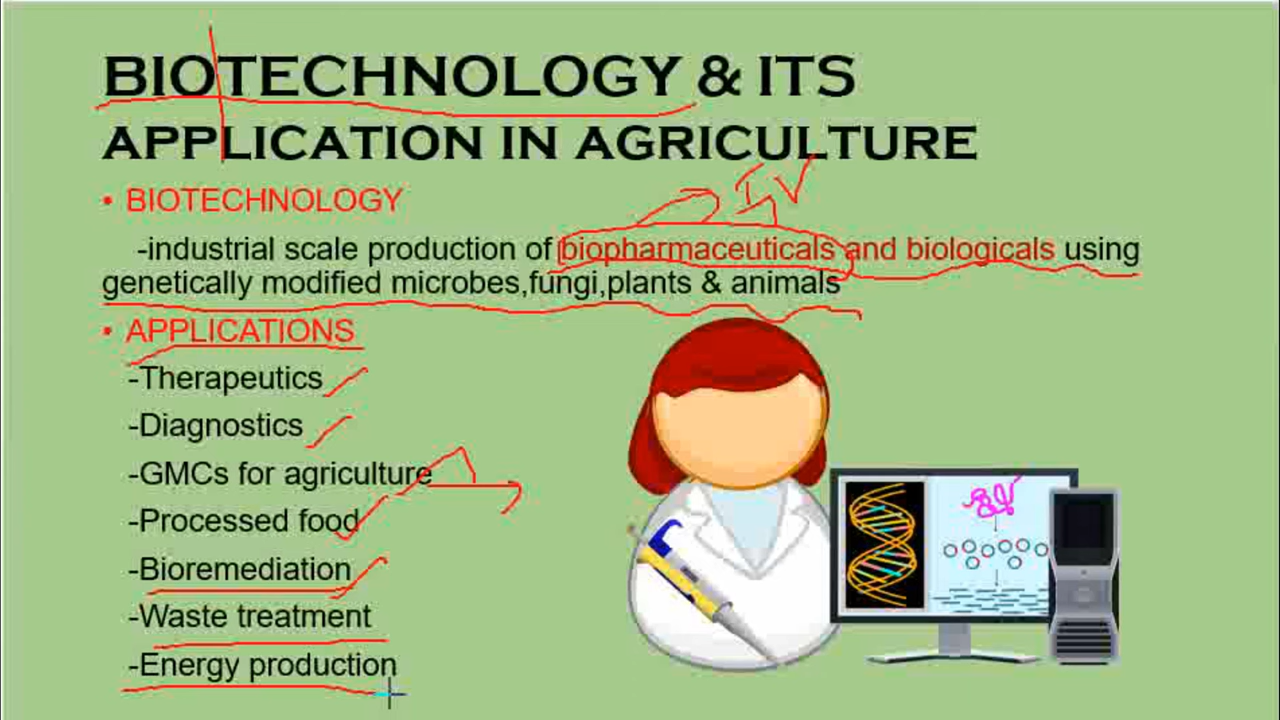 BIOTECHNOLOGY & ITS
APPLICATION IN AGRICULTURE
• BIOTECHNOLOGY
-industrial scale production of biopharmaceuticals and biologicals using
genetically modified microbes,fungi,plants & animals
• APPLICATIONS
-Therapeutics
-Diagnostics
-GMCs for agriculture
-Processed food
-Bioremediation
-Waste treatment
-Energy production